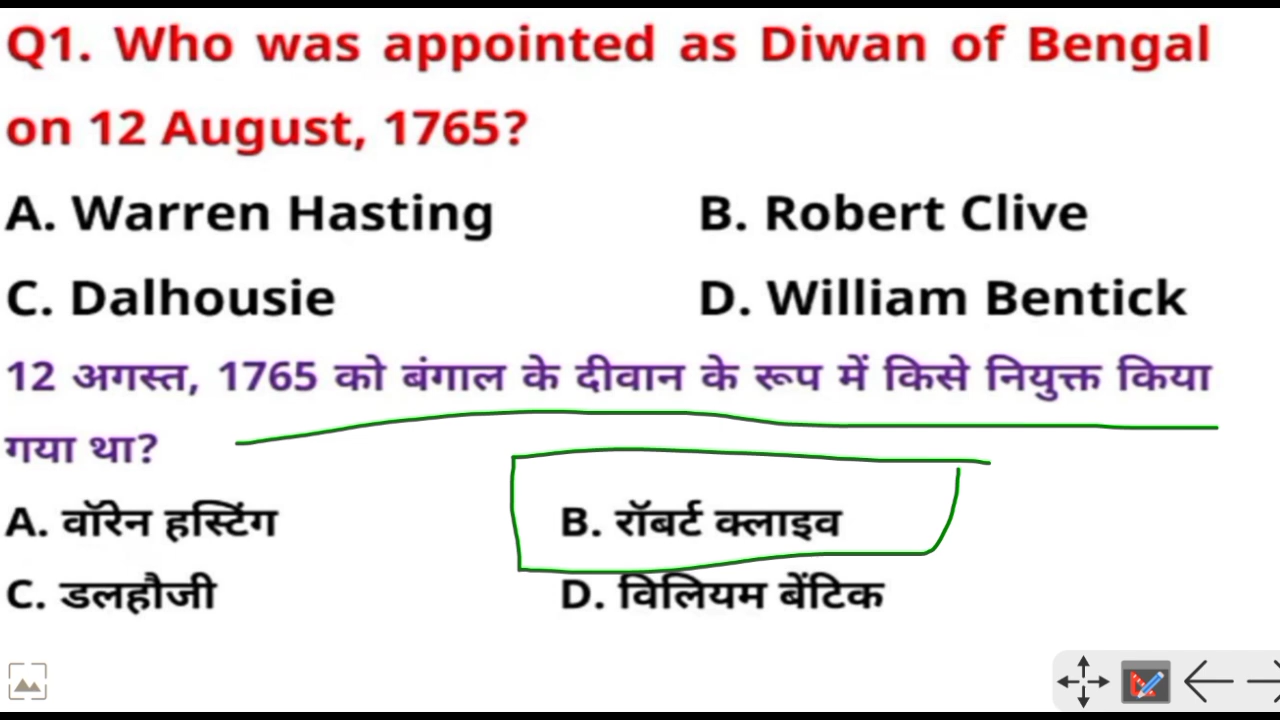 Q1. Who was appointed as Diwan of Bengal
on 12 August, 1765?
A. Warren Hasting B. Robert Clive
C. Dalhousie D. William Bentick
12 अगस्त, 1765 को बंगाल के दीवान के रूप में किसे नियुक्त किया
गया था?
A. वॉरेन हस्टिंग B. रॉबर्ट क्लाइव
C. डलहौजी D. विलियम बेंटिक